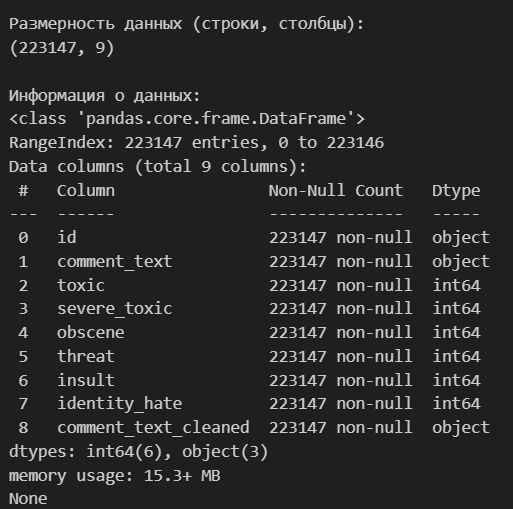 Размерность данных (строки, столбцы):
(223147, 9)

Информация о данных:
<class 'pandas.core.frame.DataFrame'>
RangeIndex: 223147 entries, 0 to 223146
Data columns (total 9 columns):
 #   Column                Non-Null Count   Dtype
---  ------                --------------   -----
 0   id                    223147 non-null  object
 1   comment_text          223147 non-null  object
 2   toxic                 223147 non-null  int64
 3   severe_toxic          223147 non-null  int64
 4   obscene               223147 non-null  int64
 5   threat                223147 non-null  int64
 6   insult                223147 non-null  int64
 7   identity_hate         223147 non-null  int64
 8   comment_text_cleaned  223147 non-null  object
dtypes: int64(6), object(3)
memory usage: 15.3+ MB
None